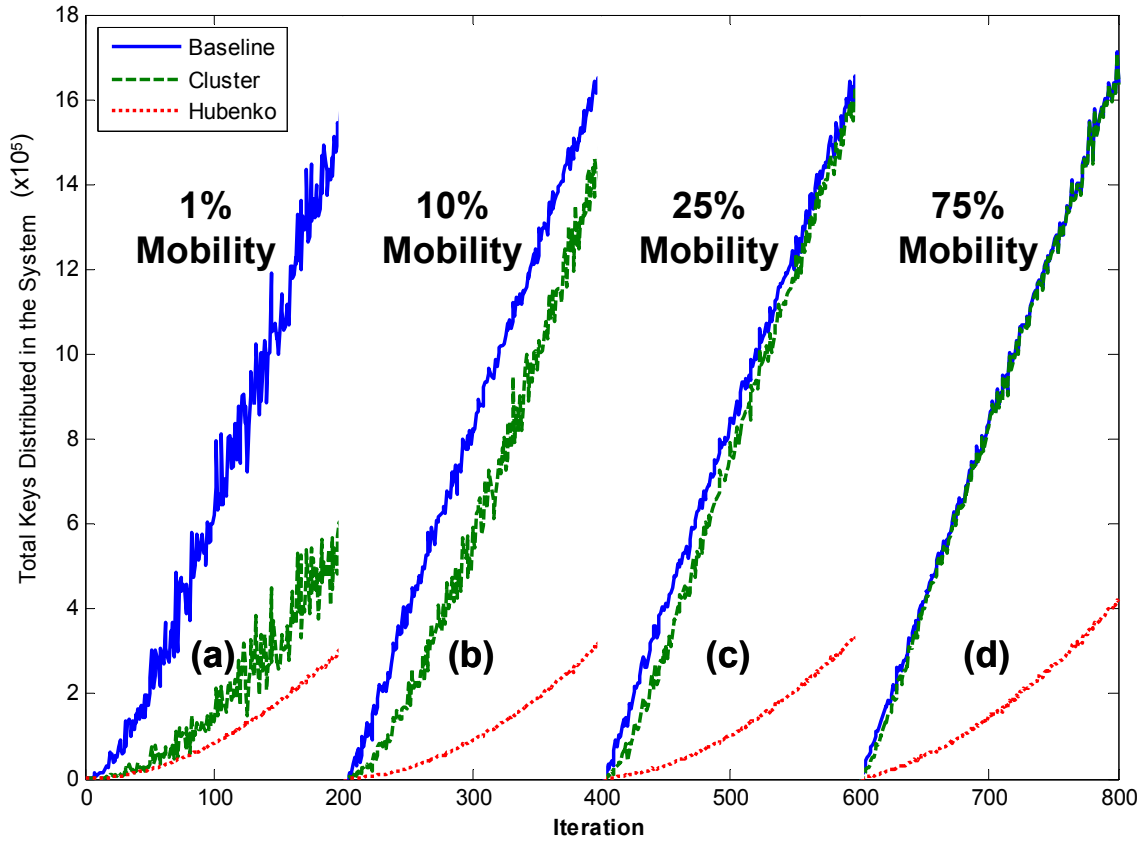 Total Keys Distributed in the System (x10⁵)
18
16
14
12
10
8
6
4
2
0
Baseline
Cluster
Hubenko
1%
Mobility
10%
Mobility
25%
Mobility
75%
Mobility
(a)
(b)
(c)
(d)
0
100
200
300
400
500
600
700
800
Iteration